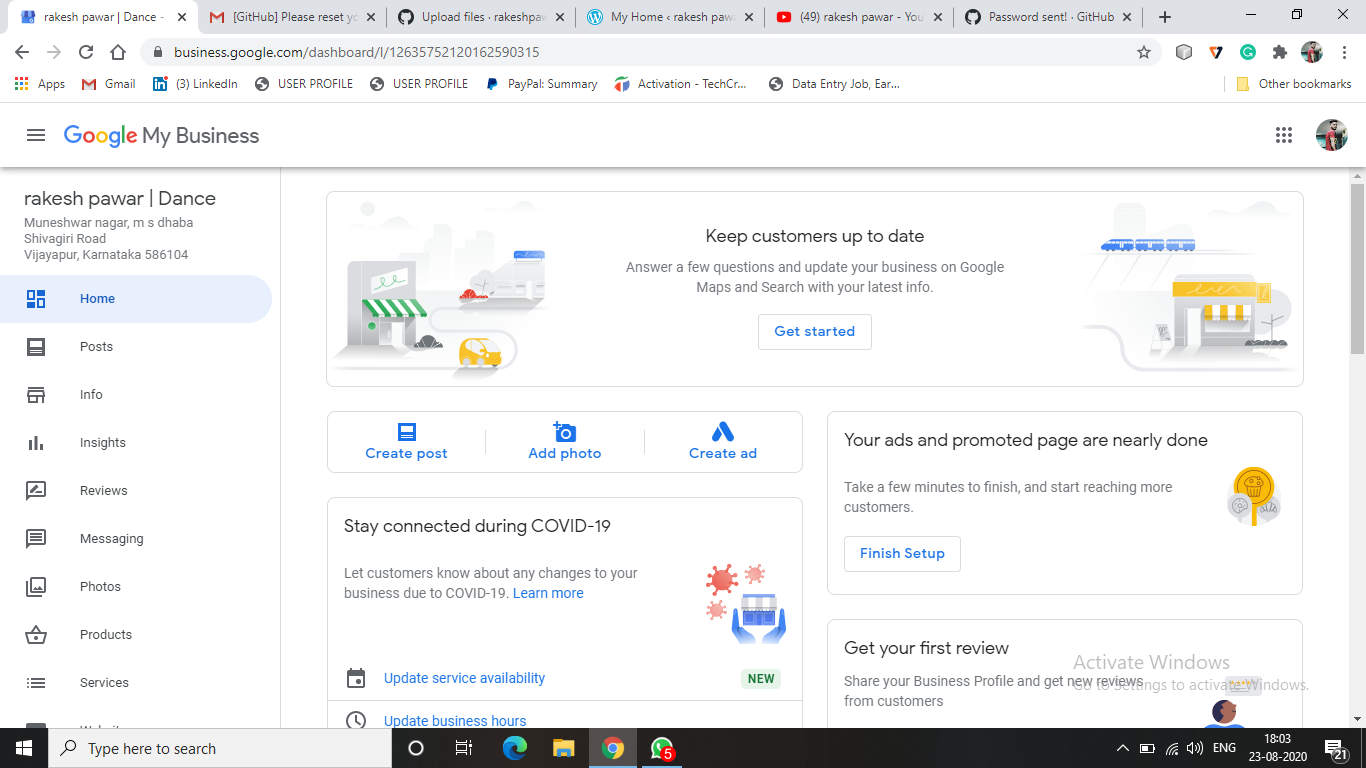 rakesh pawar | Dance -
[GitHub] Please reset yo
Upload files · rakeshpaw
My Home ‹ rakesh pawa
(49) rakesh pawar - You
Password sent! · GitHub
business.google.com/dashboard/l/12635752120162590315
Apps
Gmail
(3) LinkedIn
USER PROFILE
USER PROFILE
PayPal: Summary
Activation - TechCr...
Data Entry Job, Ear...
Other bookmarks
Google My Business
rakesh pawar | Dance
Muneshwar nagar, m s dhaba
Shivagiri Road
Vijayapur, Karnataka 586104
Home
Posts
Info
Insights
Reviews
Messaging
Photos
Products
Services
Keep customers up to date
Answer a few questions and update your business on Google
Maps and Search with your latest info.
Get started
Create post
Add photo
Create ad
Stay connected during COVID-19
Let customers know about any changes to your
business due to COVID-19. Learn more
Update service availability
NEW
Update business hours
Your ads and promoted page are nearly done
Take a few minutes to finish, and start reaching more
customers.
Finish Setup
Get your first review
Share your Business Profile and get new reviews
from customers
Activate Windows
Go to Settings to activate Windows.
Type here to search
5
ENG
18:03
23-08-2020
21